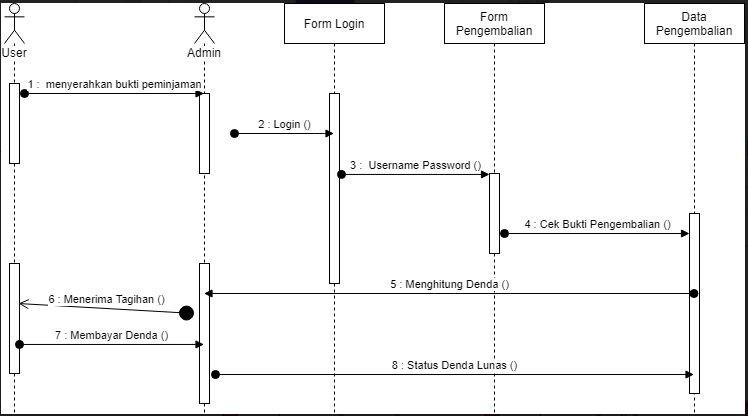 User
Admin
Form Login
Form
Pengembalian
Data
Pengembalian
1 : menyerahkan bukti peminjaman
2 : Login ()
3 : Username Password ()
4 : Cek Bukti Pengembalian ()
5 : Menghitung Denda ()
6 : Menerima Tagihan ()
7 : Membayar Denda ()
8 : Status Denda Lunas ()